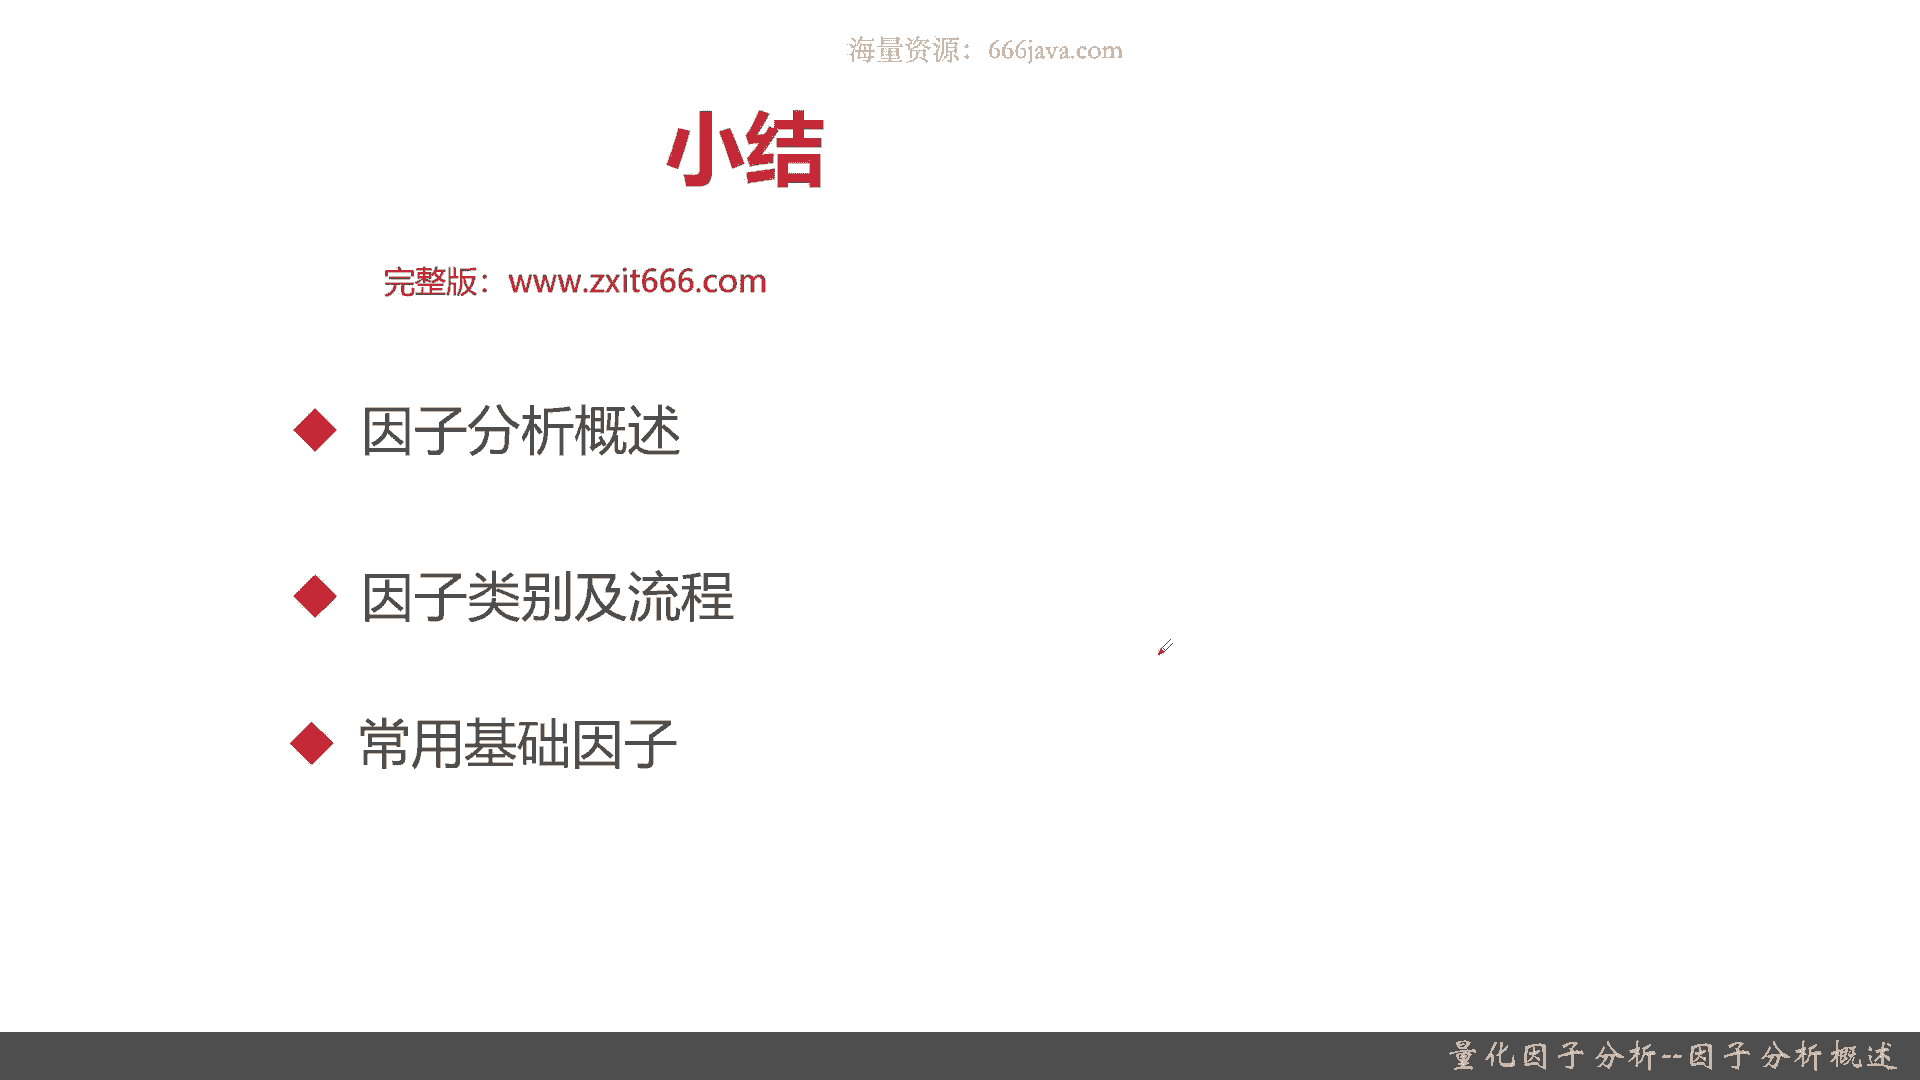 海量资源：666java.com
小结
完整版：www.zxit666.com
因子分析概述
因子类别及流程
常用基础因子
量化因子分析--因子分析概述